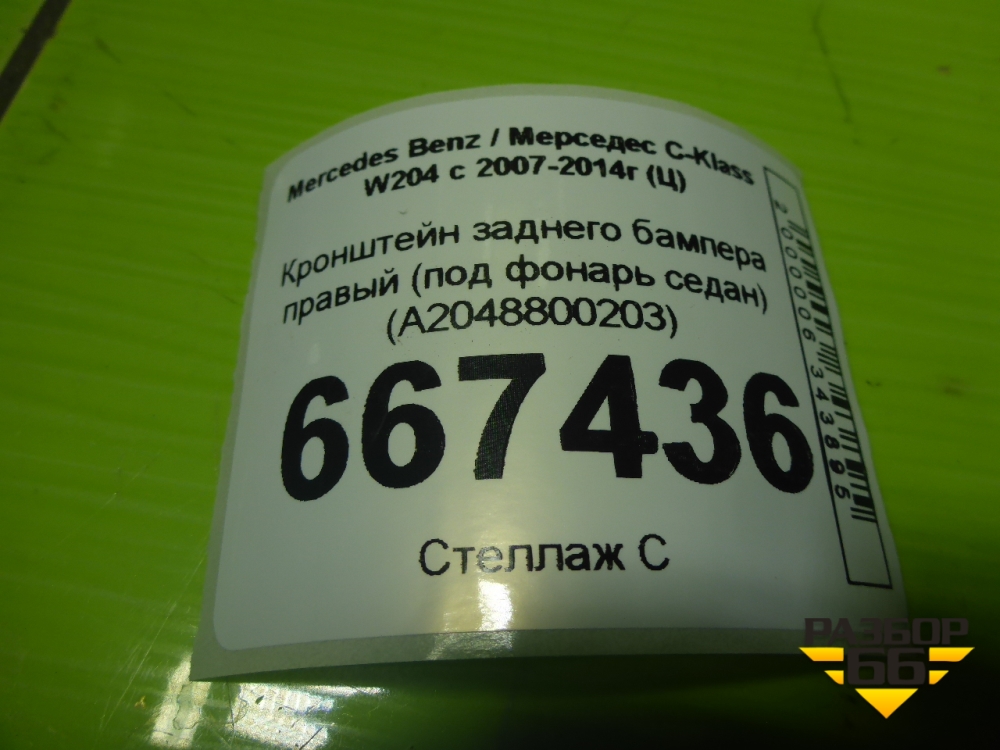 Mercedes Benz / Мерседес C-Klass
W204 с 2007-2014г (Ц)
Кронштейн заднего бампера
правый (под фонарь седан)
(A2048800203)
667436
Стеллаж С
2000006343895
РАЗБОР
66